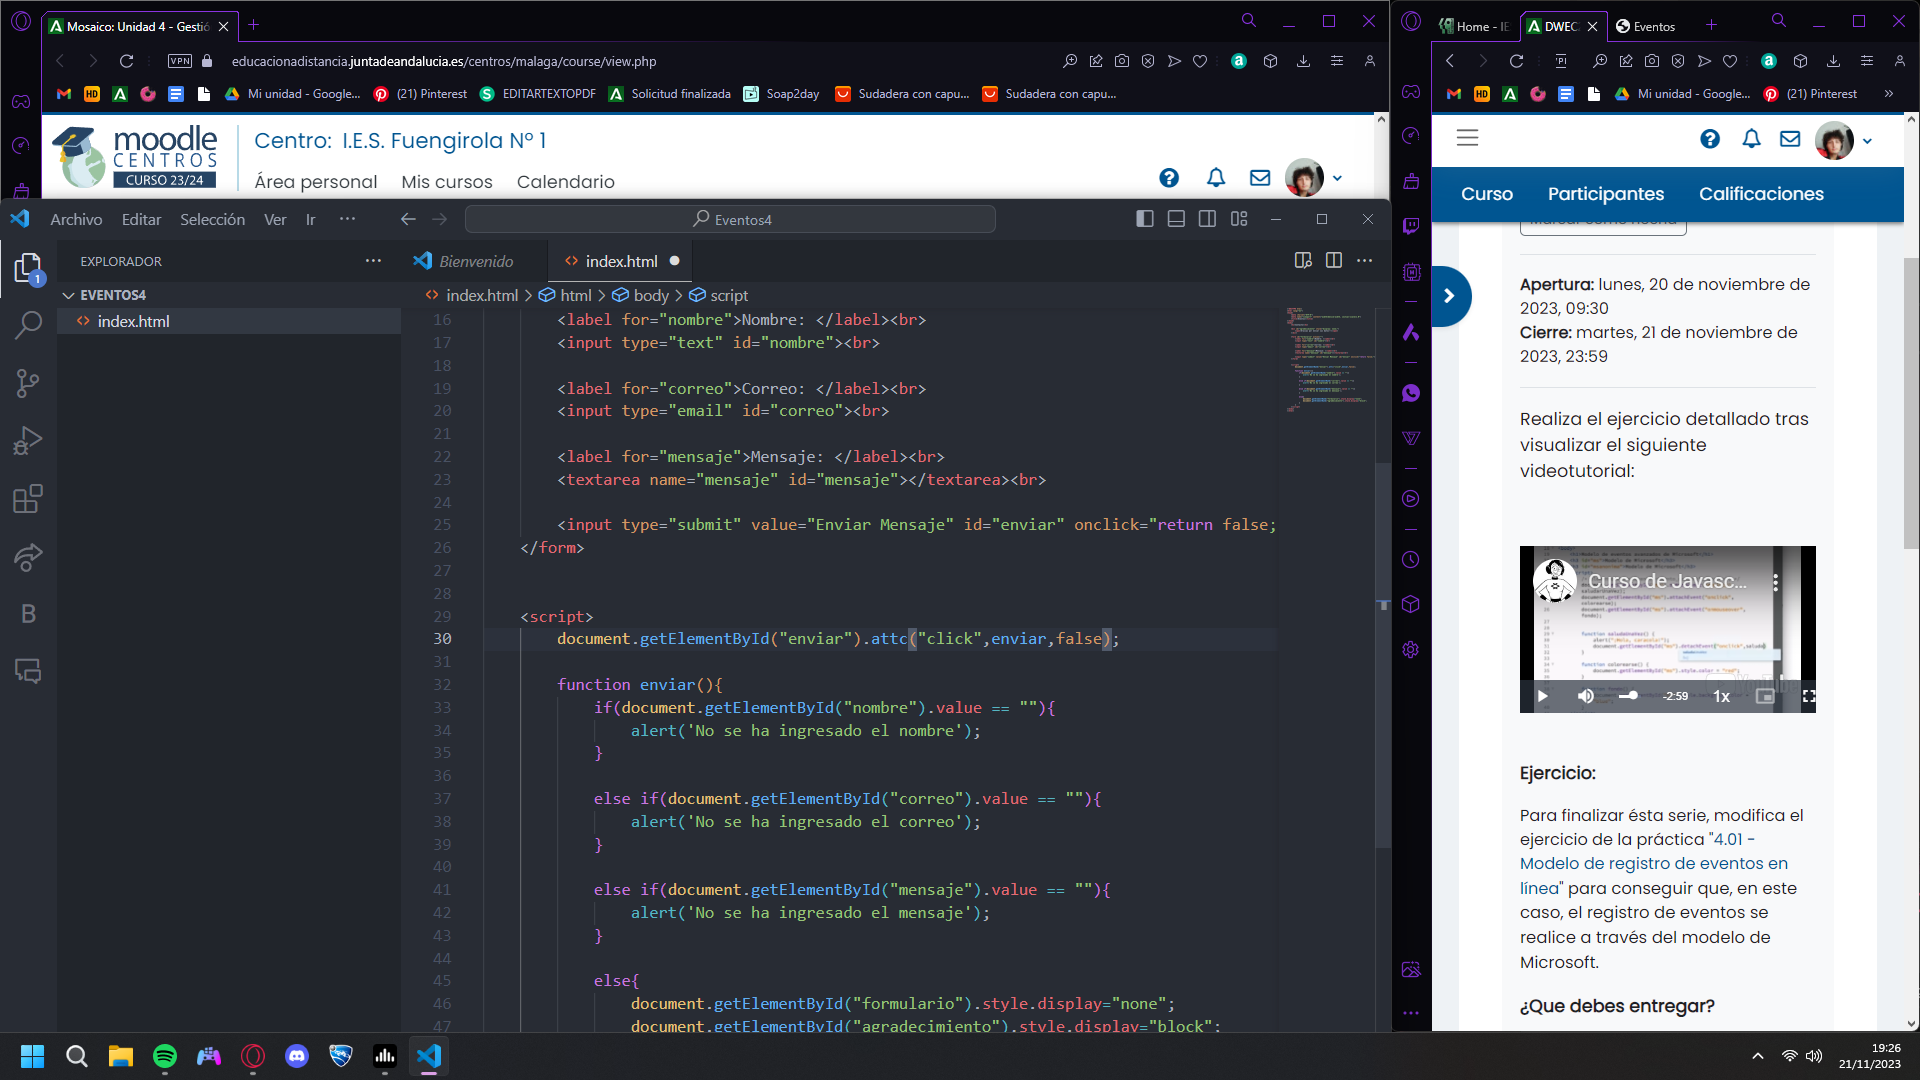 Mosaico: Unidad 4 - Gestió
VPN
educacionadistancia.juntadeandalucia.es/centros/malaga/course/view.php
Mi unidad - Google...
(21) Pinterest
EDITARTEXTOPDF
Solicitud finalizada
Soap2day
Sudadera con capu...
Sudadera con capu...
moodle
CENTROS
CURSO 23/24
Centro: I.E.S. Fuengirola Nº 1
Área personal
Mis cursos
Calendario
Archivo
Editar
Selección
Ver
Ir
Eventos4
EXPLORADOR
EVENTOS4
index.html
1
Bienvenido
index.html
index.html > html > body > script
16 <label for="nombre">Nombre: </label><br>
17 <input type="text" id="nombre"><br>
18
19 <label for="correo">Correo: </label><br>
20 <input type="email" id="correo"><br>
21
22 <label for="mensaje">Mensaje: </label><br>
23 <textarea name="mensaje" id="mensaje"></textarea><br>
24
25 <input type="submit" value="Enviar Mensaje" id="enviar" onclick="return false;
26 </form>
27
28
29 <script>
30 document.getElementById("enviar").attc("click",enviar,false);
31
32 function enviar(){
33 if(document.getElementById("nombre").value == ""){
34 alert('No se ha ingresado el nombre');
35 }
36
37 else if(document.getElementById("correo").value == ""){
38 alert('No se ha ingresado el correo');
39 }
40
41 else if(document.getElementById("mensaje").value == ""){
42 alert('No se ha ingresado el mensaje');
43 }
44
45 else{
46 document.getElementById("formulario").style.display="none";
47 document.getElementById("agradecimiento").style.display="block";
Home - IE
DWEC
Eventos
Mi unidad - Google...
(21) Pinterest
Curso
Participantes
Calificaciones
Marcar como hecha
Apertura: lunes, 20 de noviembre de
2023, 09:30
Cierre: martes, 21 de noviembre de
2023, 23:59
Realiza el ejercicio detallado tras
visualizar el siguiente
videotutorial:
Curso de Javasc...
-2:59
1x
Ejercicio:
Para finalizar ésta serie, modifica el
ejercicio de la práctica "4.01 -
Modelo de registro de eventos en
línea" para conseguir que, en este
caso, el registro de eventos se
realice a través del modelo de
Microsoft.
¿Que debes entregar?
19:26
21/11/2023